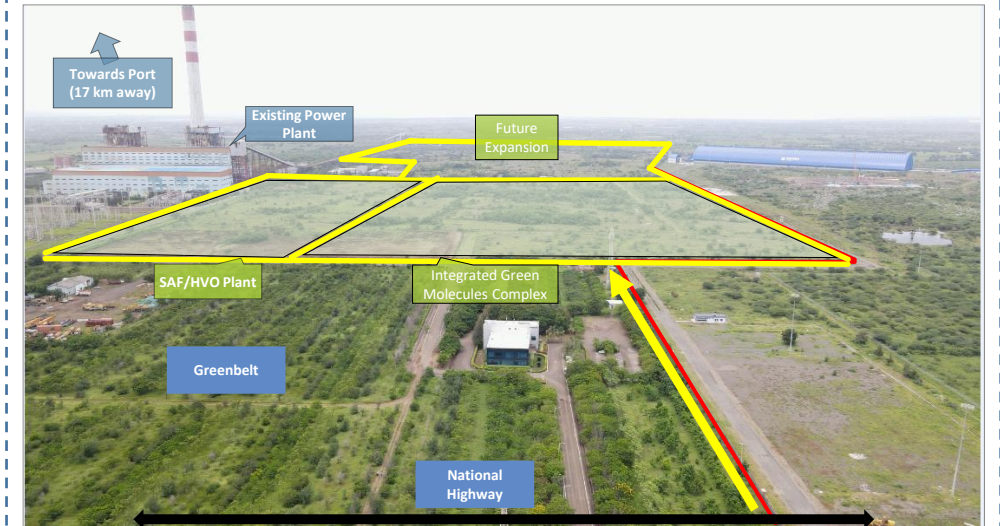 Towards Port
(17 km away)
Existing Power
Plant
Future
Expansion
SAF/HVO Plant
Integrated Green
Molecules Complex
Greenbelt
National
Highway